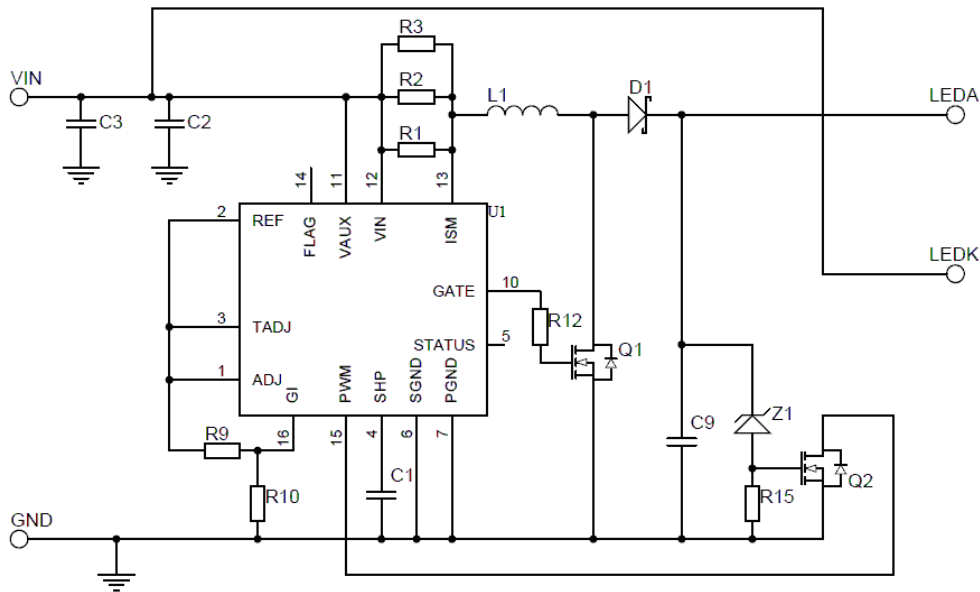 R3
VIN
R2
L1
D1
LEDA
C3
C2
R1
14
11
12
13
2
REF
FLAG
VAUX
VIN
ISM
U1
LEDK
GATE
10
3
TADJ
R12
STATUS
5
Q1
1
ADJ
GI
PWM
SHP
SGND
PGND
R9
16
15
4
6
7
C9
Z1
C1
R10
R15
Q2
GND